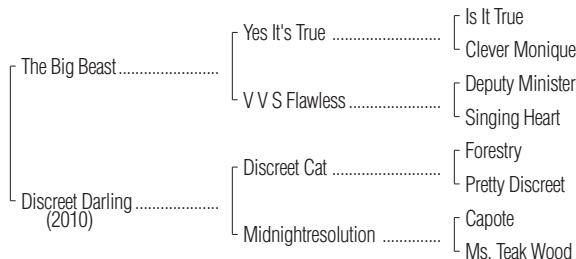 Is It True
Yes It's True
Clever Monique
The Big Beast
Deputy Minister
V V S Flawless
Singing Heart
Forestry
Discreet Cat
Pretty Discreet
Discreet Darling
(2010)
Capote
Midnightresolution
Ms. Teak Wood